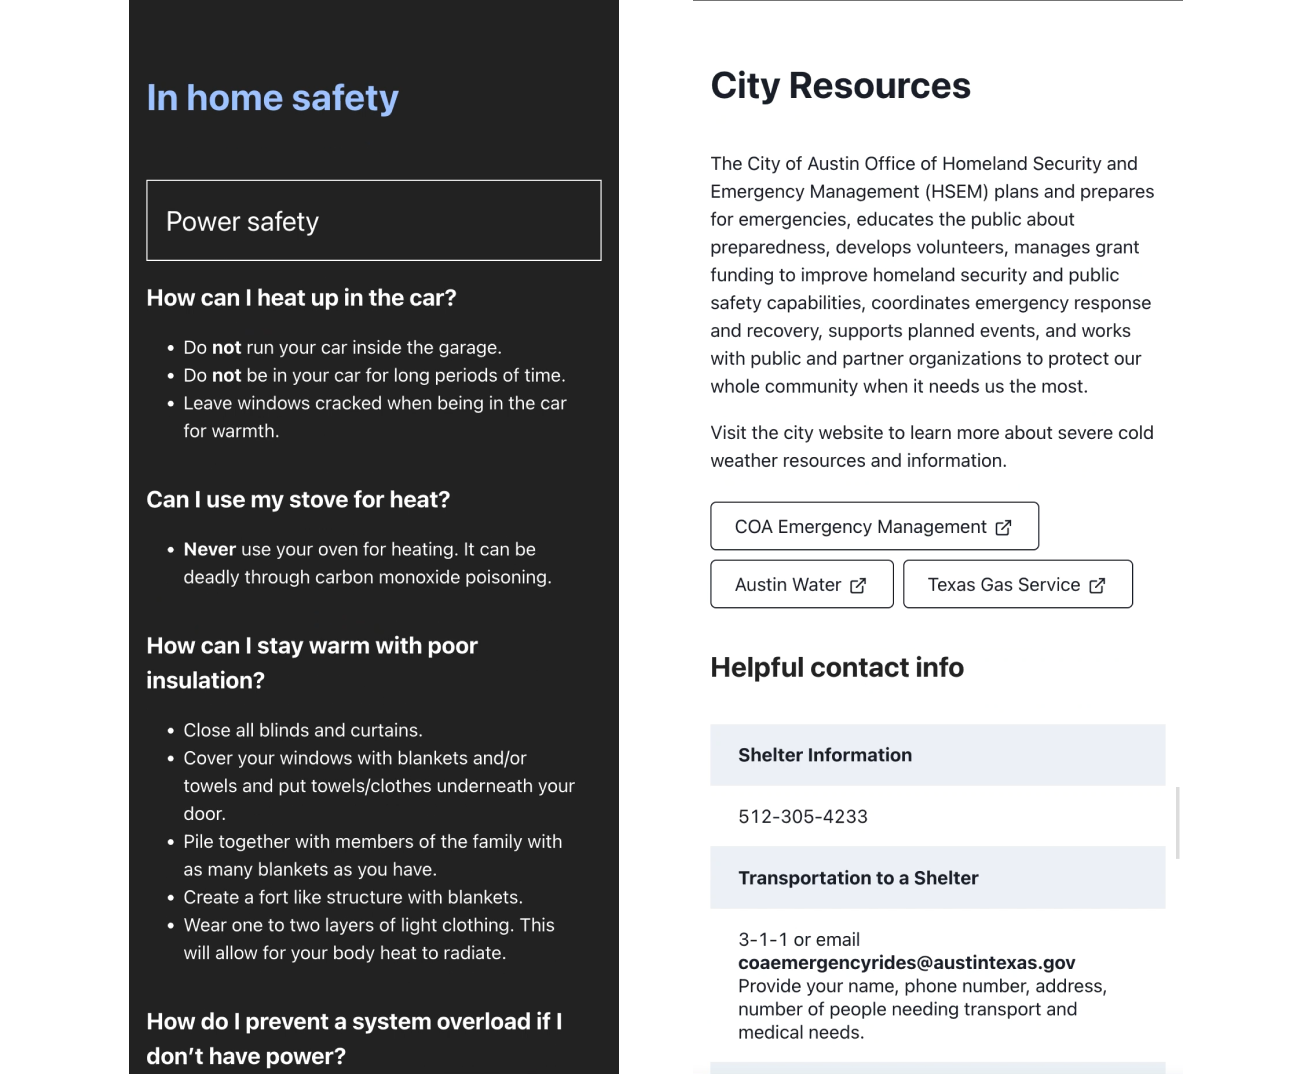 In home safety
Power safety
How can I heat up in the car?
• Do not run your car inside the garage.
• Do not be in your car for long periods of time.
• Leave windows cracked when being in the car
for warmth.
Can I use my stove for heat?
• Never use your oven for heating. It can be
deadly through carbon monoxide poisoning.
How can I stay warm with poor
insulation?
• Close all blinds and curtains.
• Cover your windows with blankets and/or
towels and put towels/clothes underneath your
door.
• Pile together with members of the family with
as many blankets as you have.
• Create a fort like structure with blankets.
• Wear one to two layers of light clothing. This
will allow for your body heat to radiate.
How do I prevent a system overload if I
don’t have power?
City Resources
The City of Austin Office of Homeland Security and
Emergency Management (HSEM) plans and prepares
for emergencies, educates the public about
preparedness, develops volunteers, manages grant
funding to improve homeland security and public
safety capabilities, coordinates emergency response
and recovery, supports planned events, and works
with public and partner organizations to protect our
whole community when it needs us the most.
Visit the city website to learn more about severe cold
weather resources and information.
COA Emergency Management
Austin Water
Texas Gas Service
Helpful contact info
Shelter Information
512-305-4233
Transportation to a Shelter
3-1-1 or email
coaemergencyrides@austintexas.gov
Provide your name, phone number, address,
number of people needing transport and
medical needs.